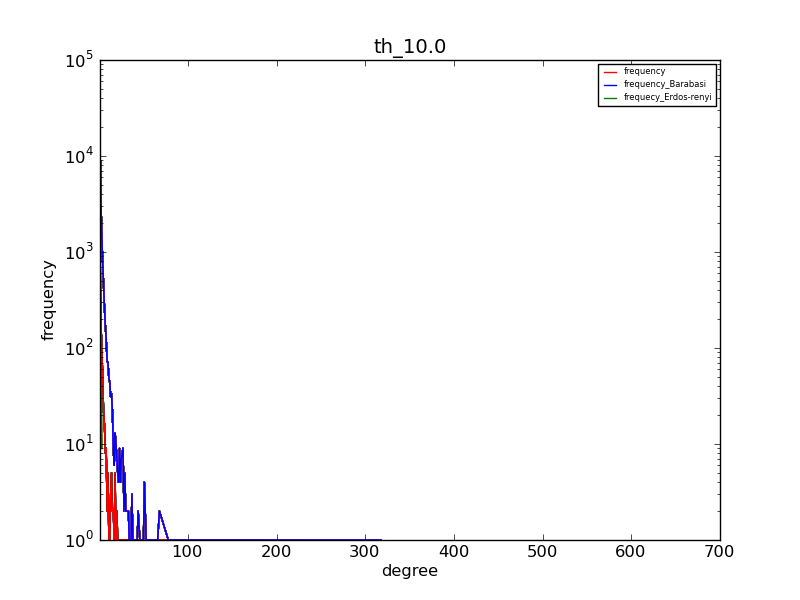 th_10.0
10^5
frequency
frequency_Barabasi
frequecy_Erdos-renyi
10^4
10^3
10^2
10^1
10^0
frequency
100
200
300
400
500
600
700
degree